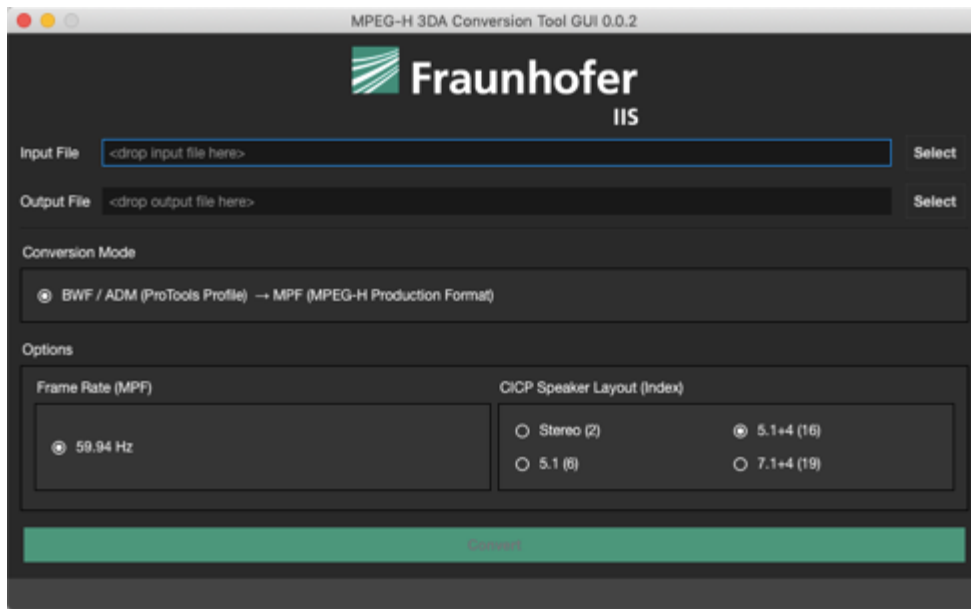 MPEG-H 3DA Conversion Tool GUI 0.0.2
Fraunhofer
IIS
Input File <drop input file here> Select
Output File <drop output file here> Select
Conversion Mode
BWF / ADM (ProTools Profile) → MPF (MPEG-H Production Format)
Options
Frame Rate (MPF) CICP Speaker Layout (Index)
Stereo (2) 5.1+4 (16)
59.94 Hz
5.1 (6) 7.1+4 (19)
Convert